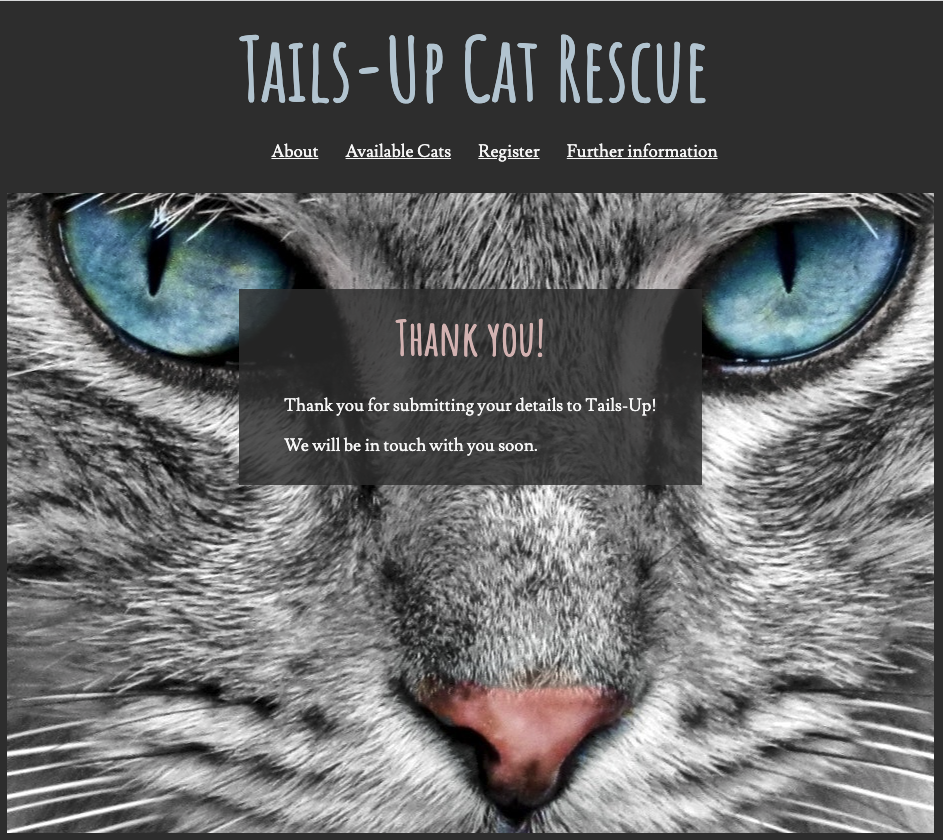 Tails-Up Cat Rescue
About Available Cats Register Further information
Thank you!
Thank you for submitting your details to Tails-Up!
We will be in touch with you soon.